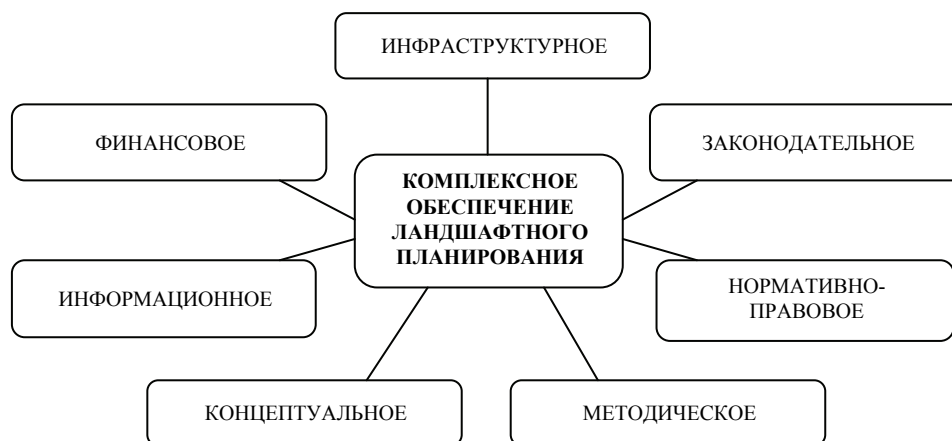 ИНФРАСТРУКТУРНОЕ
ФИНАНСОВОЕ
ЗАКОНОДАТЕЛЬНОЕ
КОМПЛЕКСНОЕ
ОБЕСПЕЧЕНИЕ
ЛАНДШАФТНОГО
ПЛАНИРОВАНИЯ
ИНФОРМАЦИОННОЕ
НОРМАТИВНО-
ПРАВОВОЕ
КОНЦЕПТУАЛЬНОЕ
МЕТОДИЧЕСКОЕ